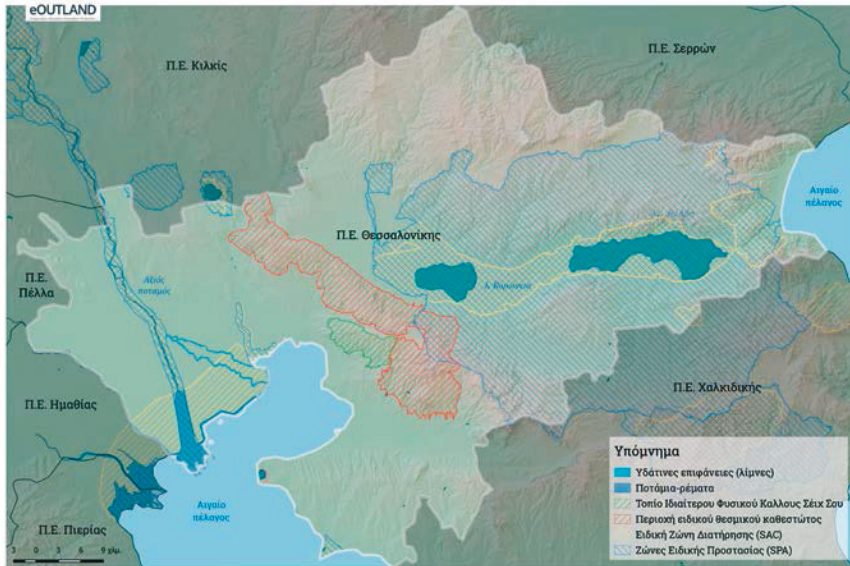 eOUTLAND
Π.Ε. Κιλκίς
Π.Ε. Σερρών
Αιγαίο
πέλαγος
Π.Ε. Θεσσαλονίκης
Π.Ε.
Πέλλα
Αξιός
ποταμός
Λ. Κορώνεια
Π.Ε. Χαλκιδικής
Π.Ε. Ημαθίας
Αιγαίο
πέλαγος
Π.Ε. Πιερίας
3 0 3 6 9 χλμ.
Υπόμνημα
Υδάτινες επιφάνειες (λίμνες)
Ποτάμια-ρέματα
Τοπίο Ιδιαίτερου Φυσικού Καλλους Σέιχ Σου
Περιοχή ειδικού θεσμικού καθεστώτος
Ειδική Ζώνη Διατήρησης (SAC)
Ζώνες Ειδικής Προστασίας (SPA)